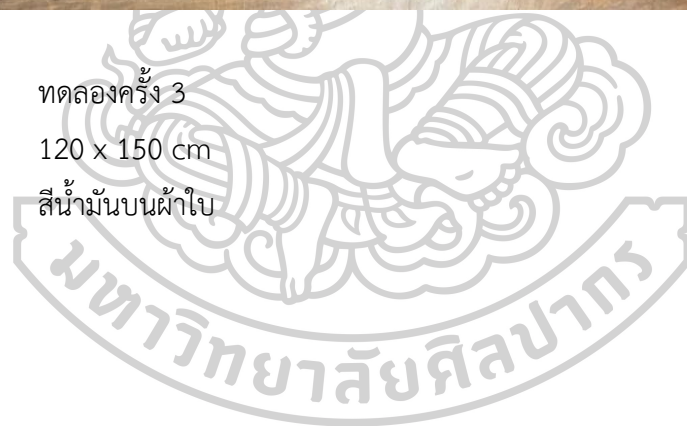 ทดลองครั้ง 3
120 x 150 cm
สีน้ำมันบนผ้าใบ
มหาวิทยาลัยศิลปากร